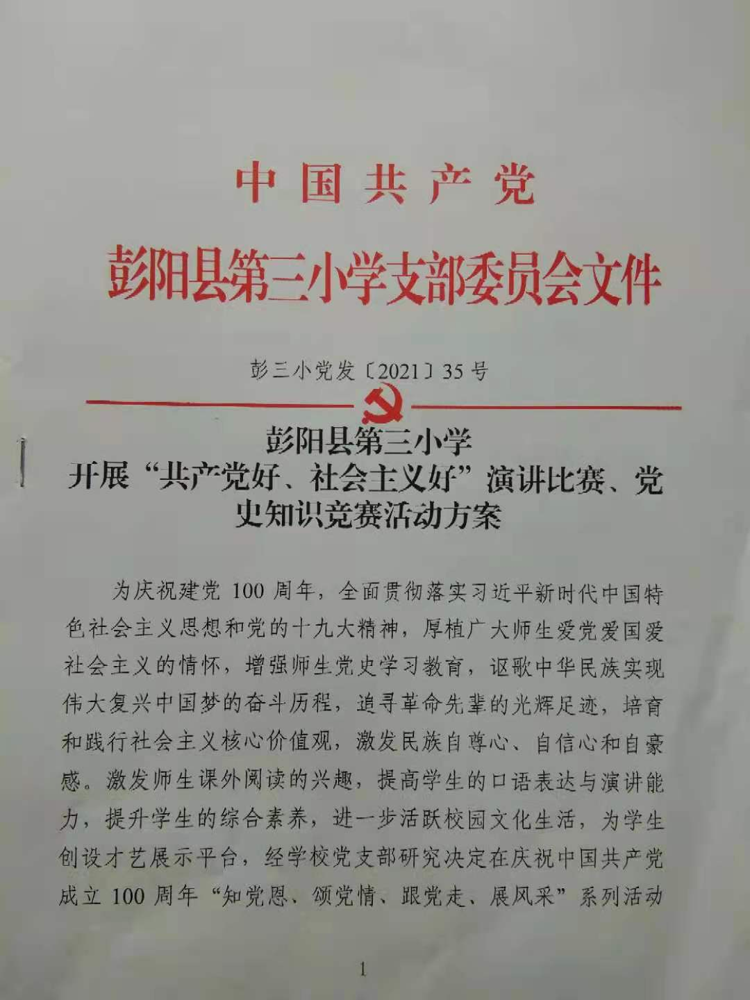 中国共产党
彭阳县第三小学支部委员会文件
彭三小党发〔2021〕35号
彭阳县第三小学
开展“共产党好、社会主义好”演讲比赛、党
史知识竞赛活动方案
为庆祝建党 100 周年，全面贯彻落实习近平新时代中国特
色社会主义思想和党的十九大精神，厚植广大师生爱党爱国爱
社会主义的情怀，增强师生党史学习教育，讴歌中华民族实现
伟大复兴中国梦的奋斗历程，追寻革命先辈的光辉足迹，培育
和践行社会主义核心价值观，激发民族自尊心、自信心和自豪
感。激发师生课外阅读的兴趣，提高学生的口语表达与演讲能
力，提升学生的综合素养，进一步活跃校园文化生活，为学生
创设才艺展示平台，经学校党支部研究决定在庆祝中国共产党
成立 100 周年“知党恩、颂党情、跟党走、展风采”系列活动
1